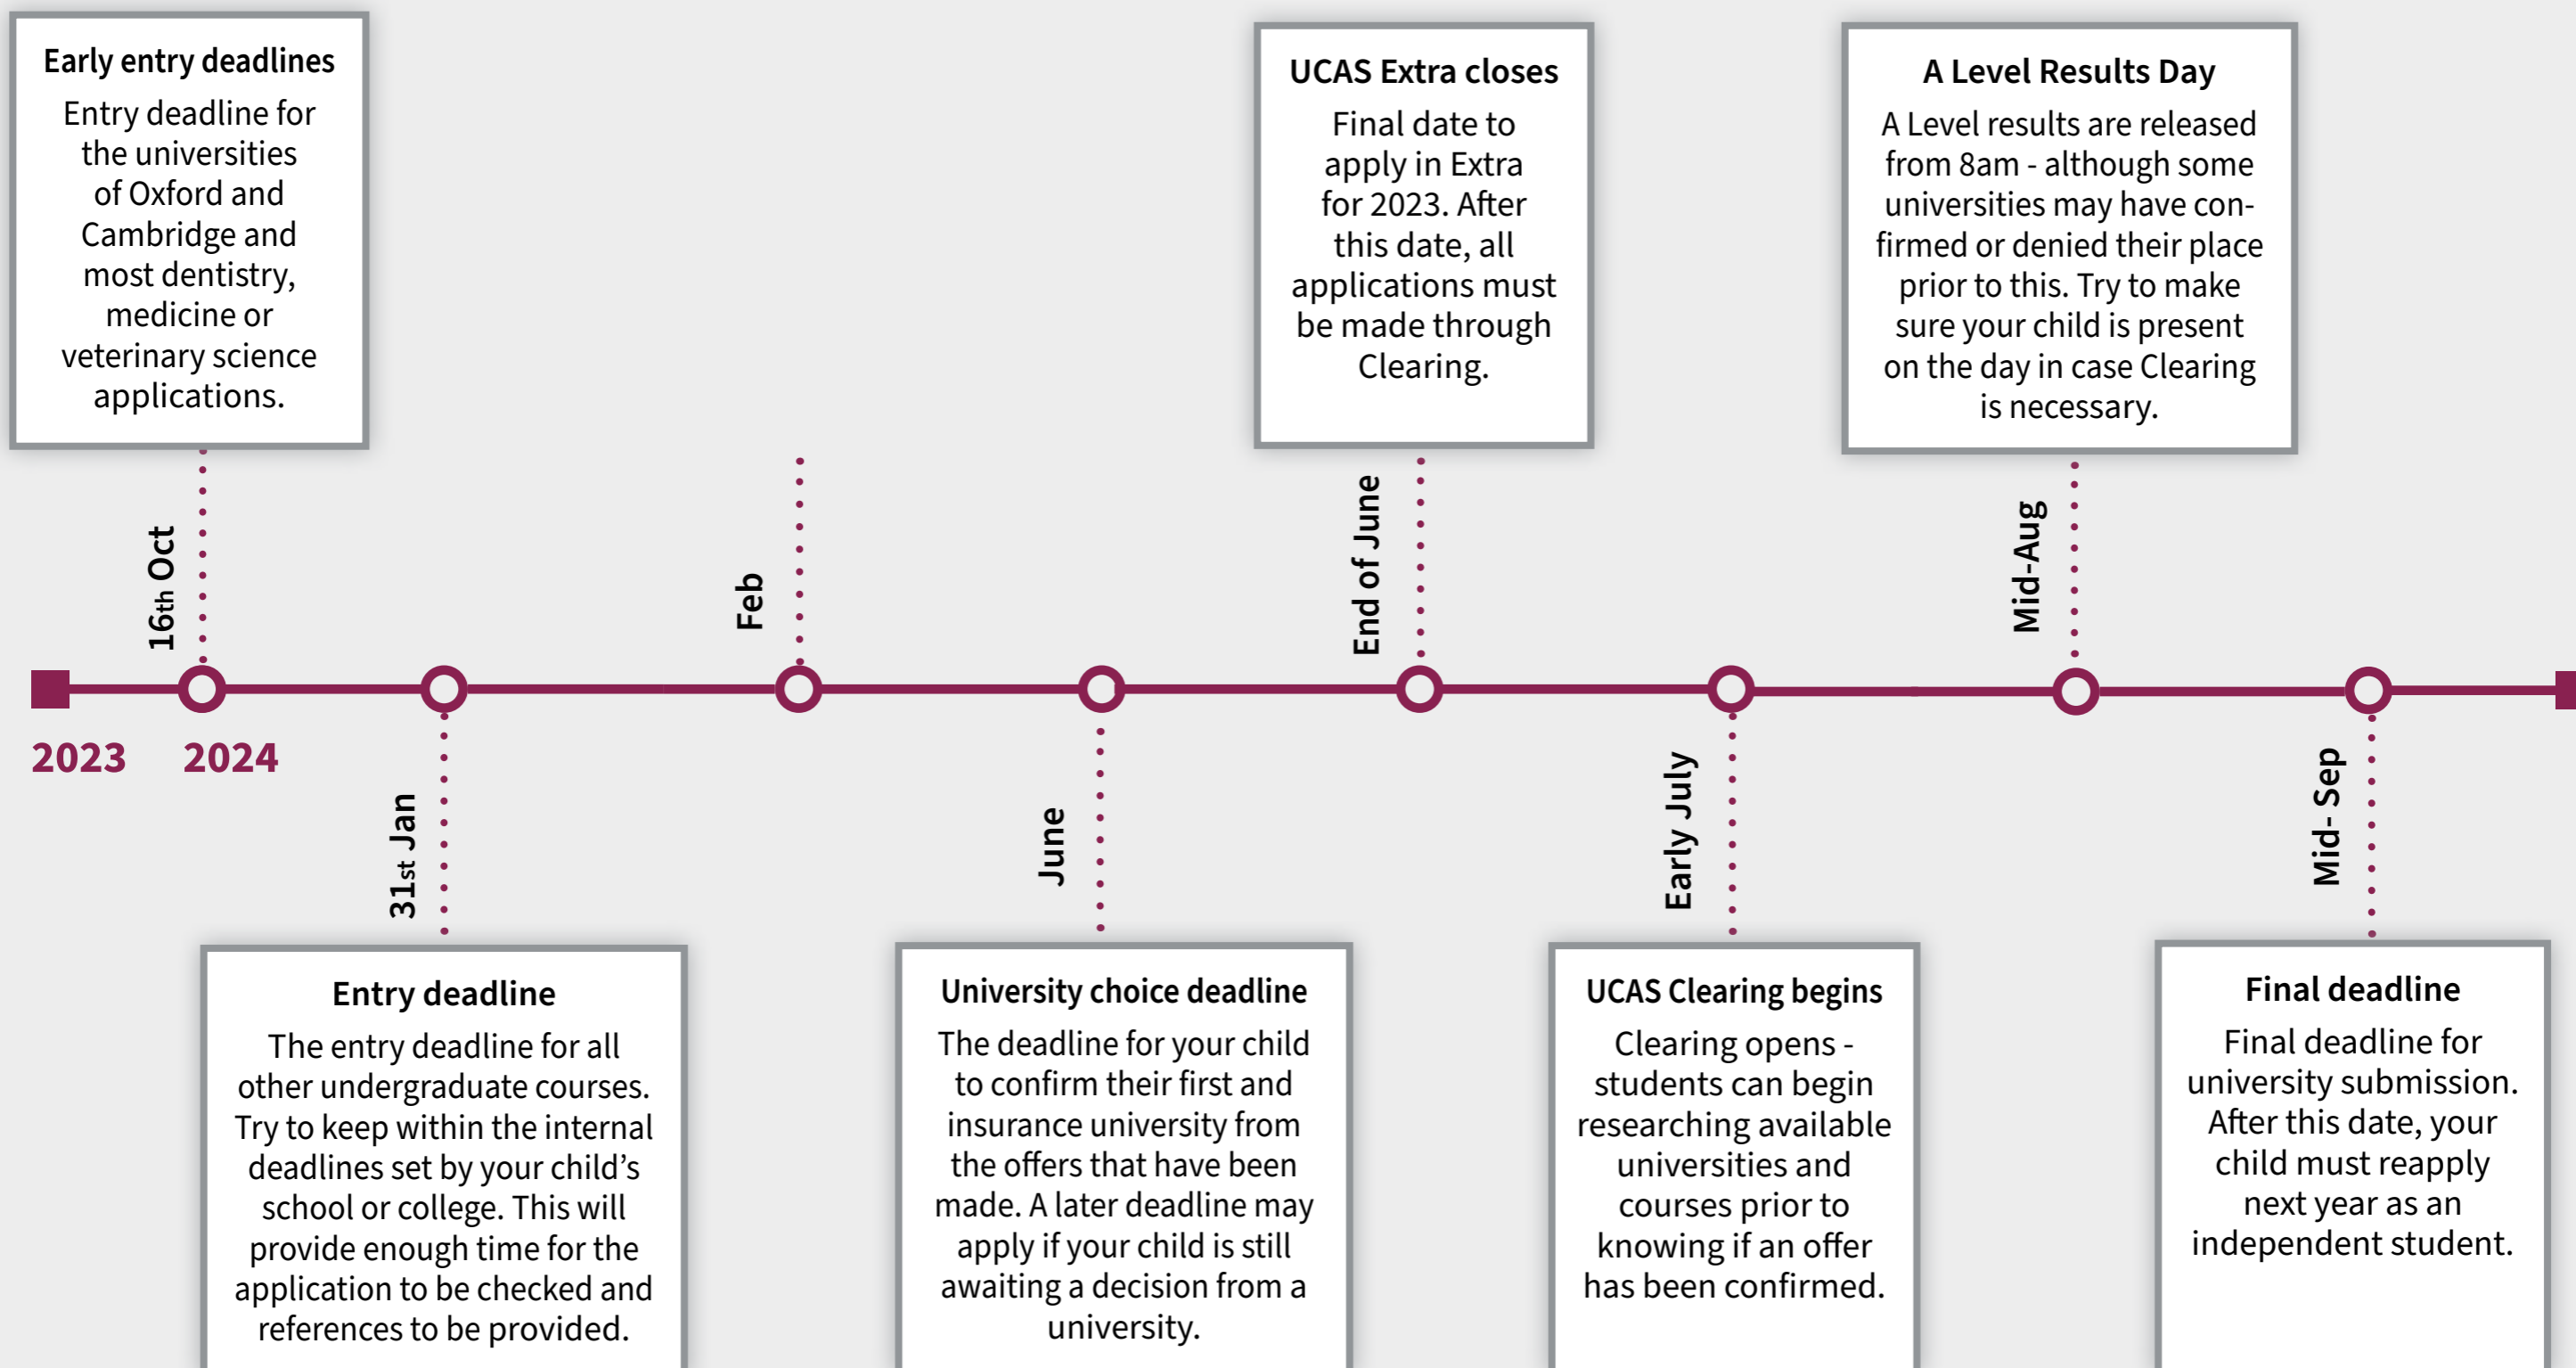 Early entry deadlines
Entry deadline for
the universities
of Oxford and
Cambridge and
most dentistry,
medicine or
veterinary science
applications.
UCAS Extra closes
Final date to
apply in Extra
for 2023. After
this date, all
applications must
be made through
Clearing.
A Level Results Day
A Level results are released
from 8am - although some
universities may have con-
firmed or denied their place
prior to this. Try to make
sure your child is present
on the day in case Clearing
is necessary.
16th Oct
Feb
End of June
Mid-Aug
2023
2024
31st Jan
June
Early July
Mid- Sep
Entry deadline
The entry deadline for all
other undergraduate courses.
Try to keep within the internal
deadlines set by your child’s
school or college. This will
provide enough time for the
application to be checked and
references to be provided.
University choice deadline
The deadline for your child
to confirm their first and
insurance university from
the offers that have been
made. A later deadline may
apply if your child is still
awaiting a decision from a
university.
UCAS Clearing begins
Clearing opens -
students can begin
researching available
universities and
courses prior to
knowing if an offer
has been confirmed.
Final deadline
Final deadline for
university submission.
After this date, your
child must reapply
next year as an
independent student.